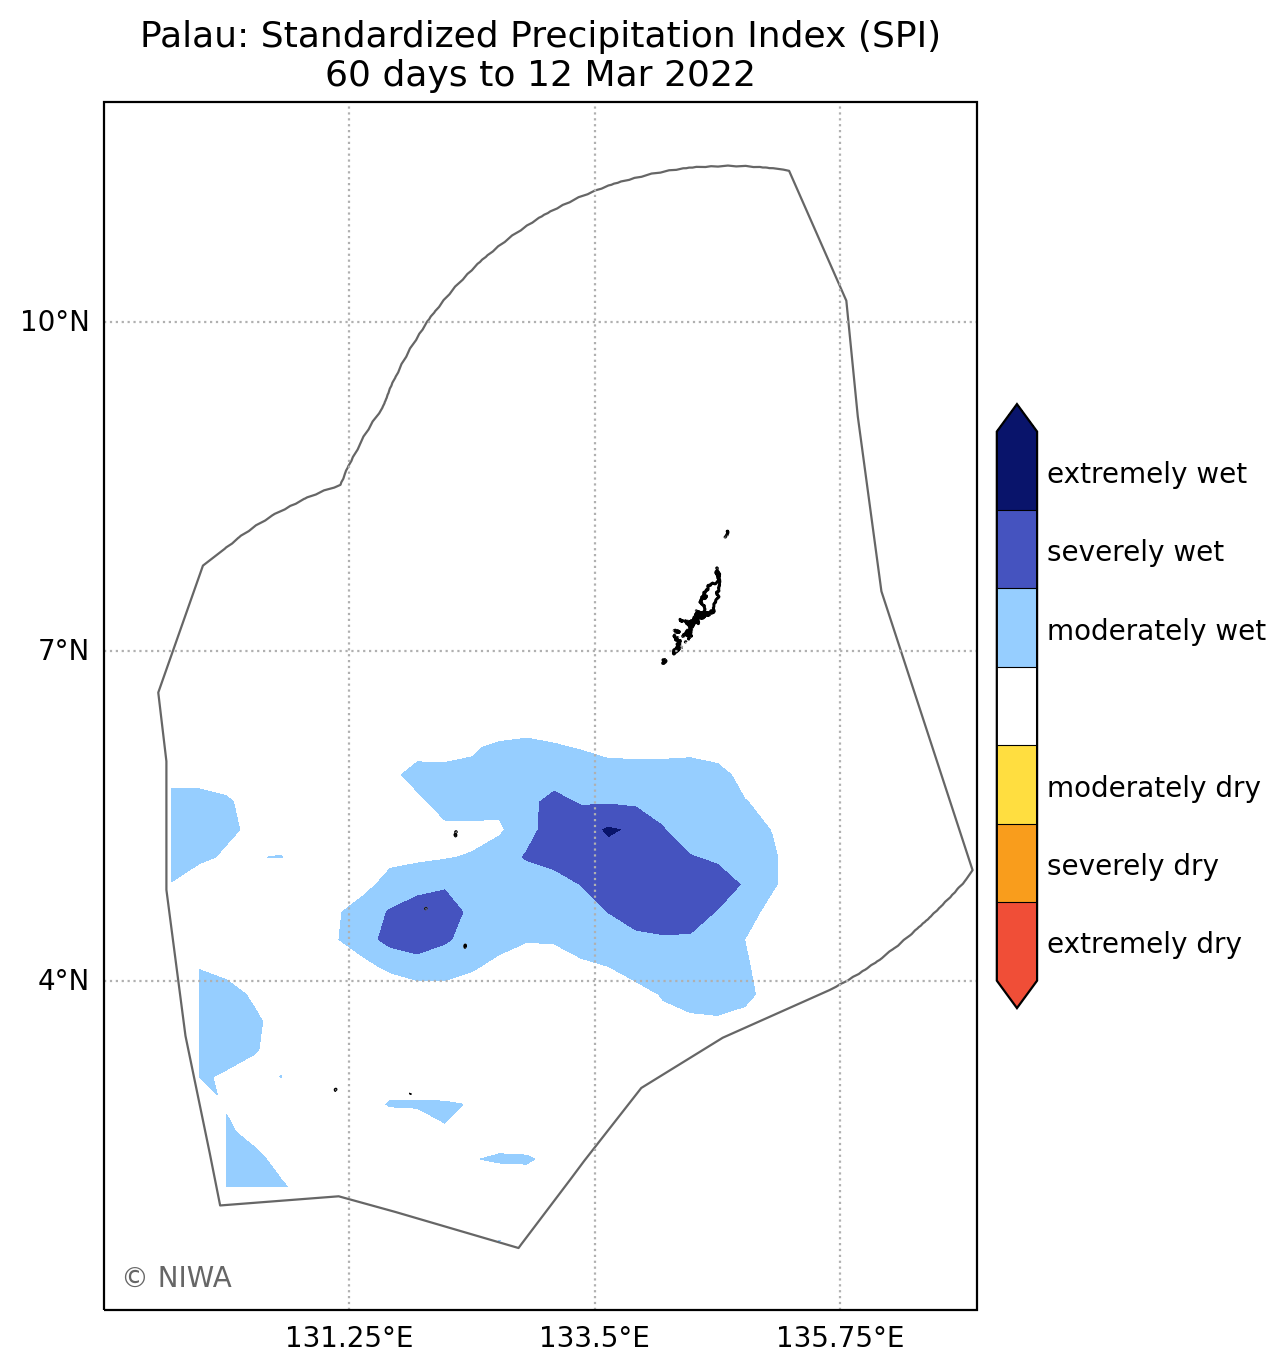 Palau: Standardized Precipitation Index (SPI)
60 days to 12 Mar 2022
10°N
7°N
4°N
131.25°E
133.5°E
135.75°E
extremely wet
severely wet
moderately wet
moderately dry
severely dry
extremely dry
© NIWA